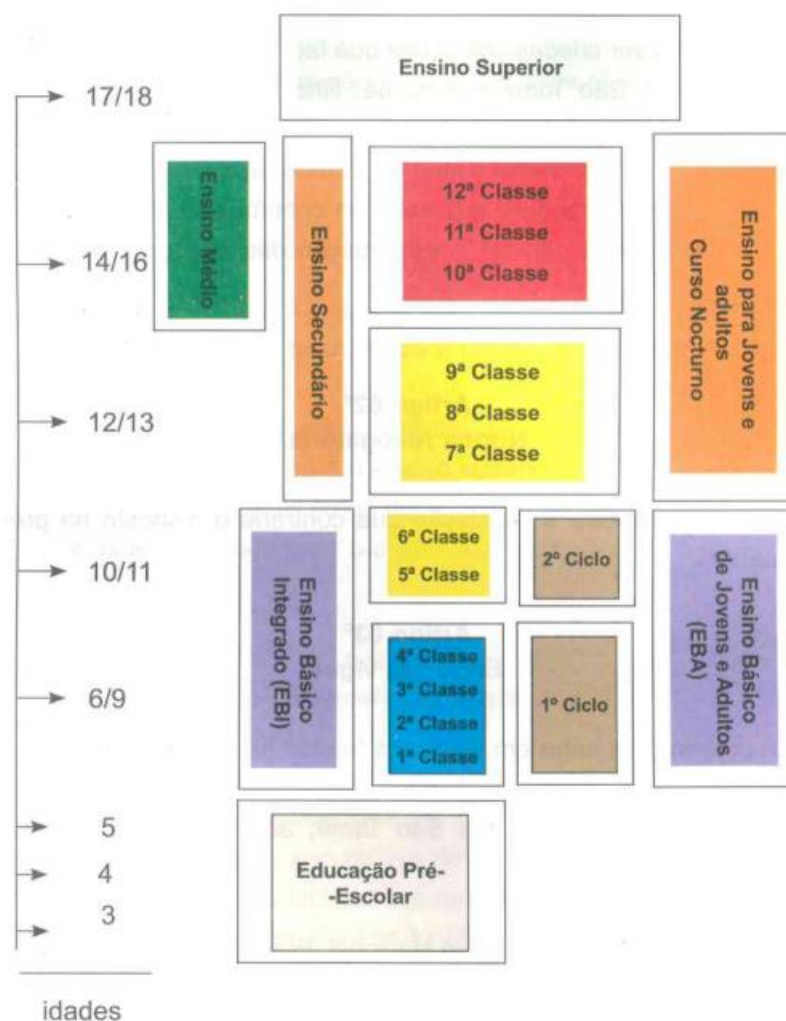 Ensino Superior
17/18
Ensino Médio
Ensino Secundário
12ª Classe
11ª Classe
10ª Classe
Ensino para Jovens e
adultos
Curso Nocturno
14/16
9ª Classe
8ª Classe
7ª Classe
12/13
Ensino Básico
Integrado (EBI)
6ª Classe
5ª Classe
2º Ciclo
Ensino Básico
de Jovens e Adultos
(EBA)
10/11
4ª Classe
3ª Classe
2ª Classe
1ª Classe
1º Ciclo
6/9
5
4
3
Educação Pré-
-Escolar
idades